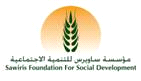 مؤسسة ساويرس للتنمية الاجتماعية
Sawiris Foundation For Social Development